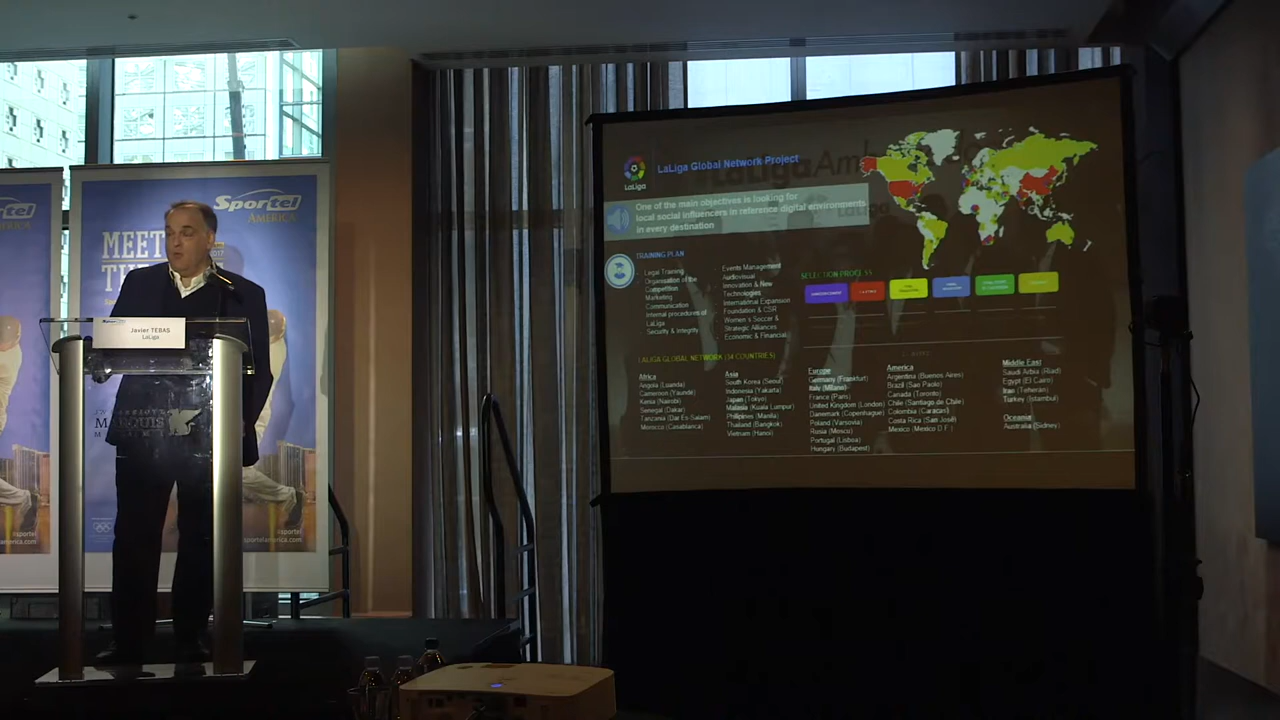 Sportel
AMERICA
MEET
2017
Javier TEBAS
LaLiga
MARQUIS
#sportel
sportelamerica.com
LaLiga
LaLiga Global Network Project
One of the main objectives is looking for
local social influencers in reference digital environments
in every destination
TRAINING PLAN
Legal Training
Organisation of the
Competition
Marketing
Communication
Internal procedures of
LaLiga
Security & Integrity
Events Management
Audiovisual
Innovation & New
Technologies
International Expansion
Foundation & CSR
Women's Soccer &
Strategic Alliances
Economic & Financial
SELECTION PROCESS
LALIGA GLOBAL NETWORK (34 COUNTRIES)
Africa
Angola (Luanda)
Cameroon (Yaundé)
Kenia (Nairobi)
Senegal (Dakar)
Tanzania (Dar Es-Salam)
Morocco (Casablanca)
Asia
South Korea (Seoul)
Indonesia (Yakarta)
Japan (Tokyo)
Malasia (Kuala Lumpur)
Philipines (Manila)
Thailand (Bangkok)
Vietnam (Hanoi)
Europe
Germany (Frankfurt)
Italy (Milano)
France (Paris)
United Kingdom (London)
Danemark (Copenhague)
Poland (Varsovia)
Rusia (Moscu)
Portugal (Lisboa)
Hungary (Budapest)
America
Argentina (Buenos Aires)
Brazil (Sao Paolo)
Canada (Toronto)
Chile (Santiago de Chile)
Colombia (Caracas)
Costa Rica (San José)
Mexico (Mexico D.F.)
Middle East
Saudi Arbia (Riad)
Egypt (El Cairo)
Iran (Teheran)
Turkey (Istambul)
Oceania
Australia (Sidney)